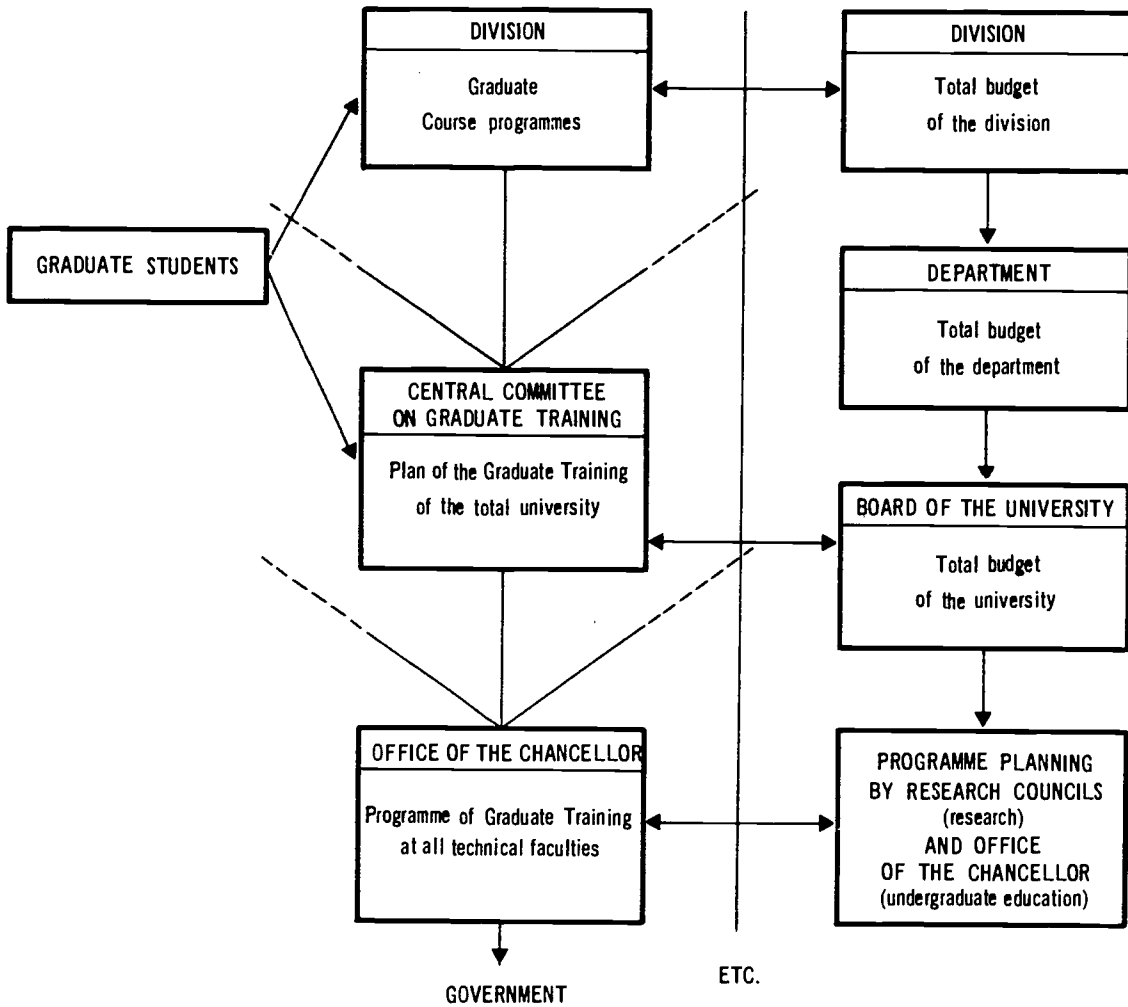 DIVISION
Graduate
Course programmes
DIVISION
Total budget
of the division
GRADUATE STUDENTS
DEPARTMENT
Total budget
of the department
CENTRAL COMMITTEE
ON GRADUATE TRAINING
Plan of the Graduate Training
of the total university
BOARD OF THE UNIVERSITY
Total budget
of the university
OFFICE OF THE CHANCELLOR
Programme of Graduate Training
at all technical faculties
PROGRAMME PLANNING
BY RESEARCH COUNCILS
(research)
AND OFFICE
OF THE CHANCELLOR
(undergraduate education)
GOVERNMENT
ETC.